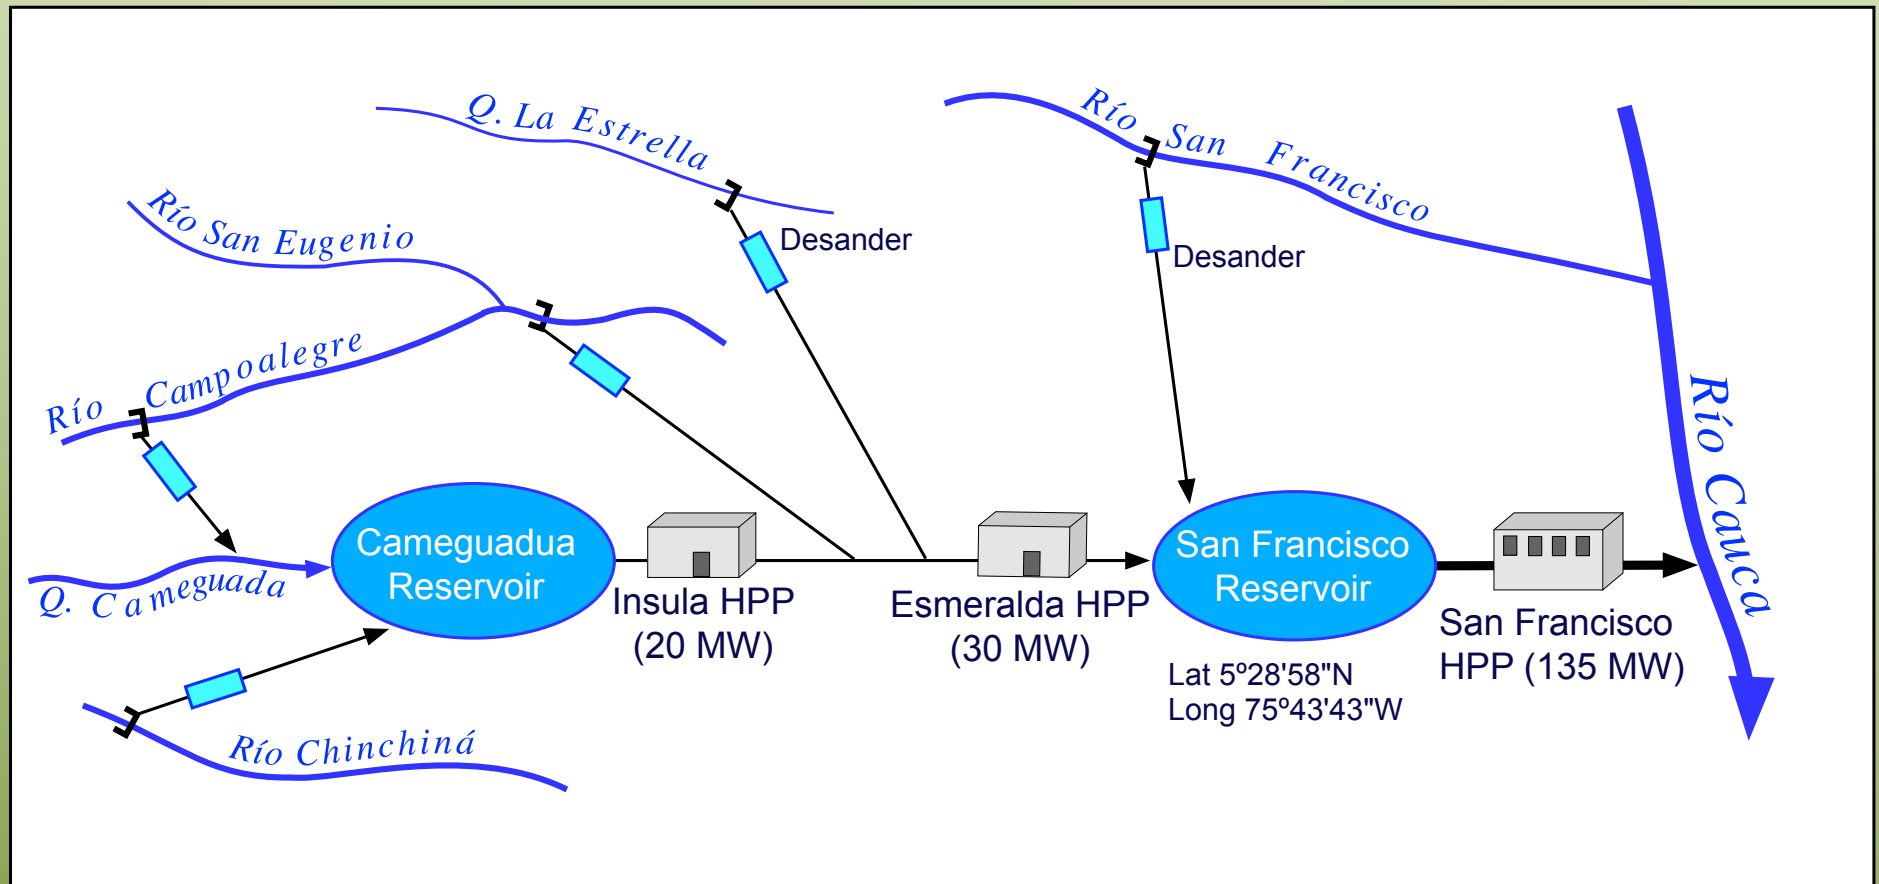 Q. La Estrella
Río San Francisco
Río San Eugenio
Desander
Desander
Río Campoalegre
Río Cauca
Cameguadua
Reservoir
San Francisco
Reservoir
Q. Cameguada
Insula HPP
(20 MW)
Esmeralda HPP
(30 MW)
San Francisco
HPP (135 MW)
Lat 5º28'58"N
Long 75º43'43"W
Río Chinchiná